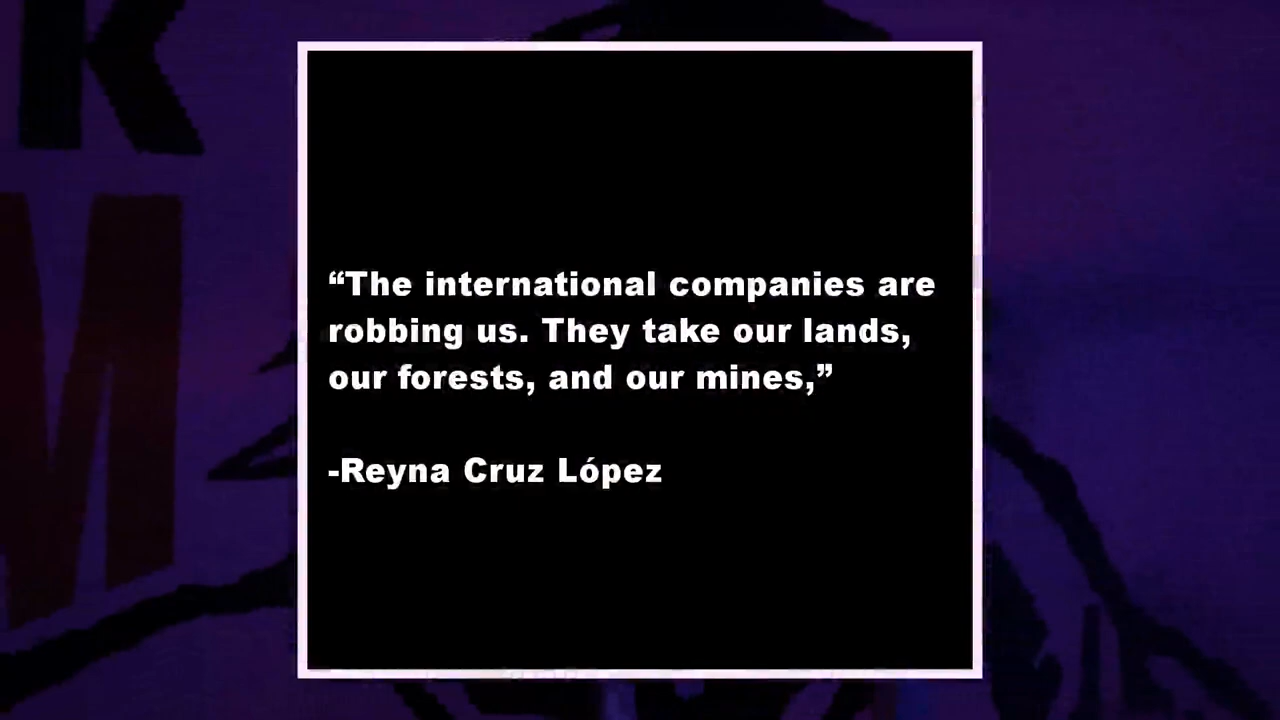 K
M
“The international companies are
robbing us. They take our lands,
our forests, and our mines,”
-Reyna Cruz López